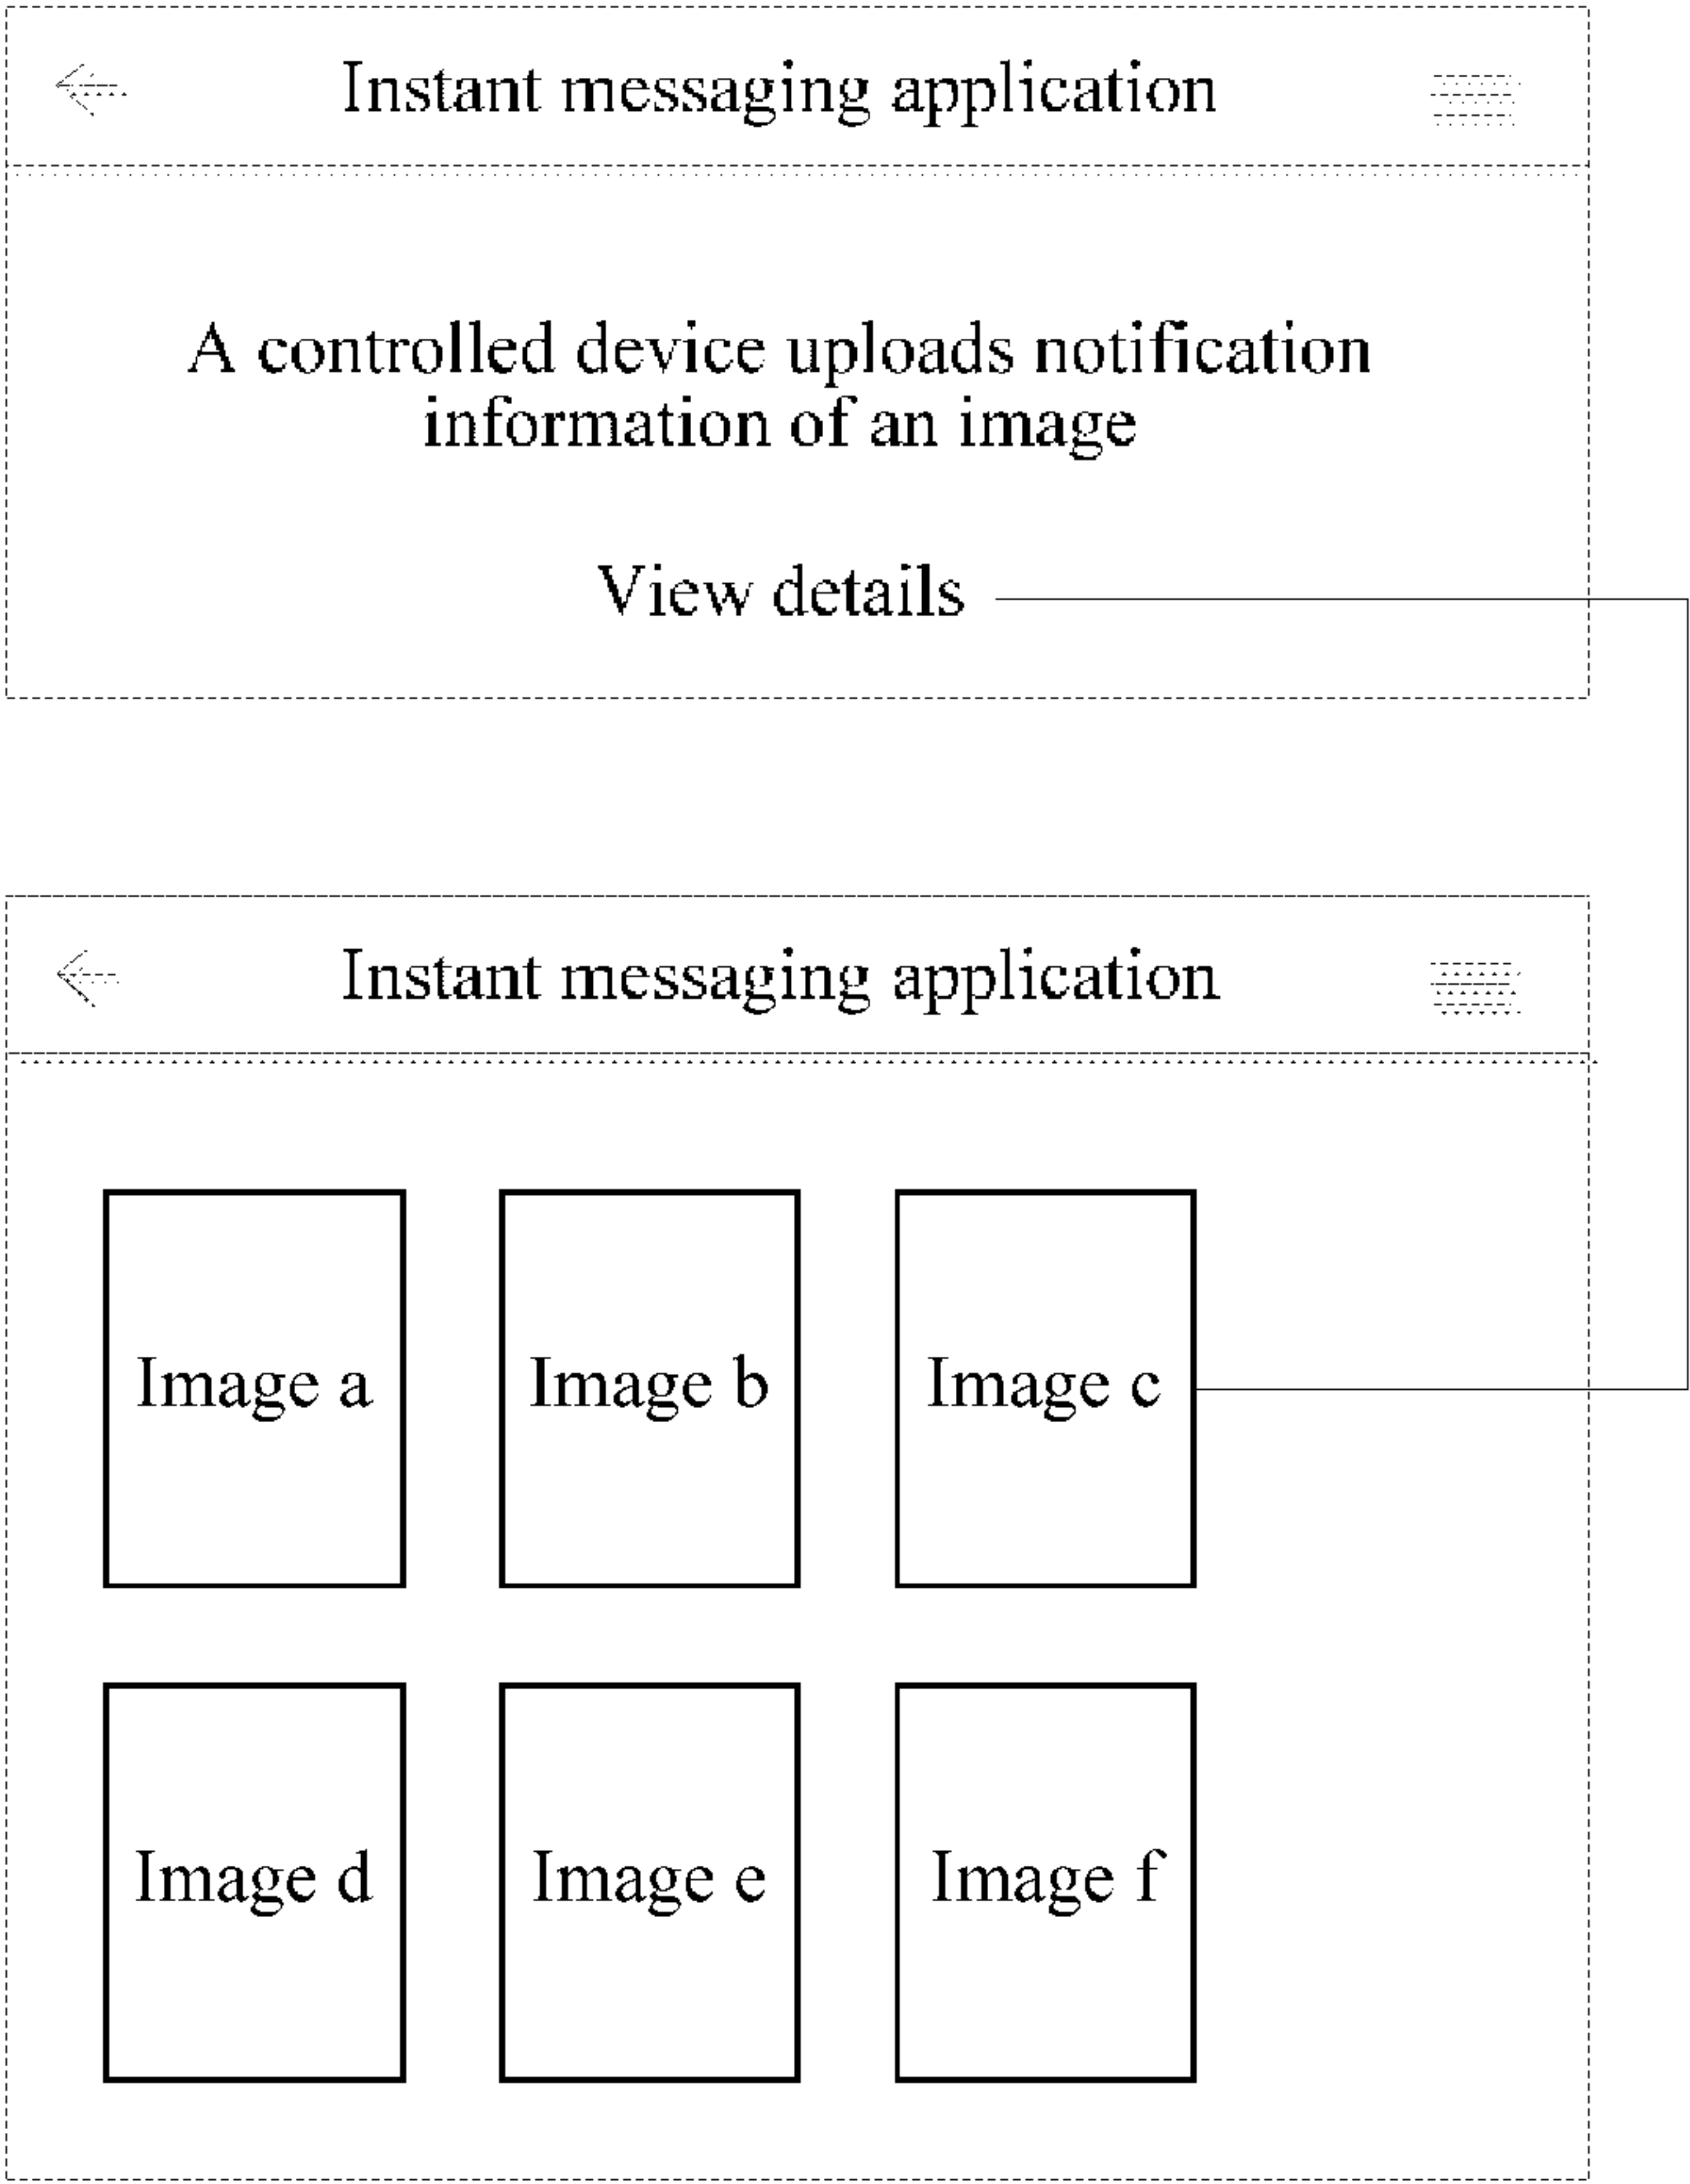 Instant messaging application
A controlled device uploads notification
information of an image
View details
Instant messaging application
Image a
Image b
Image c
Image d
Image e
Image f